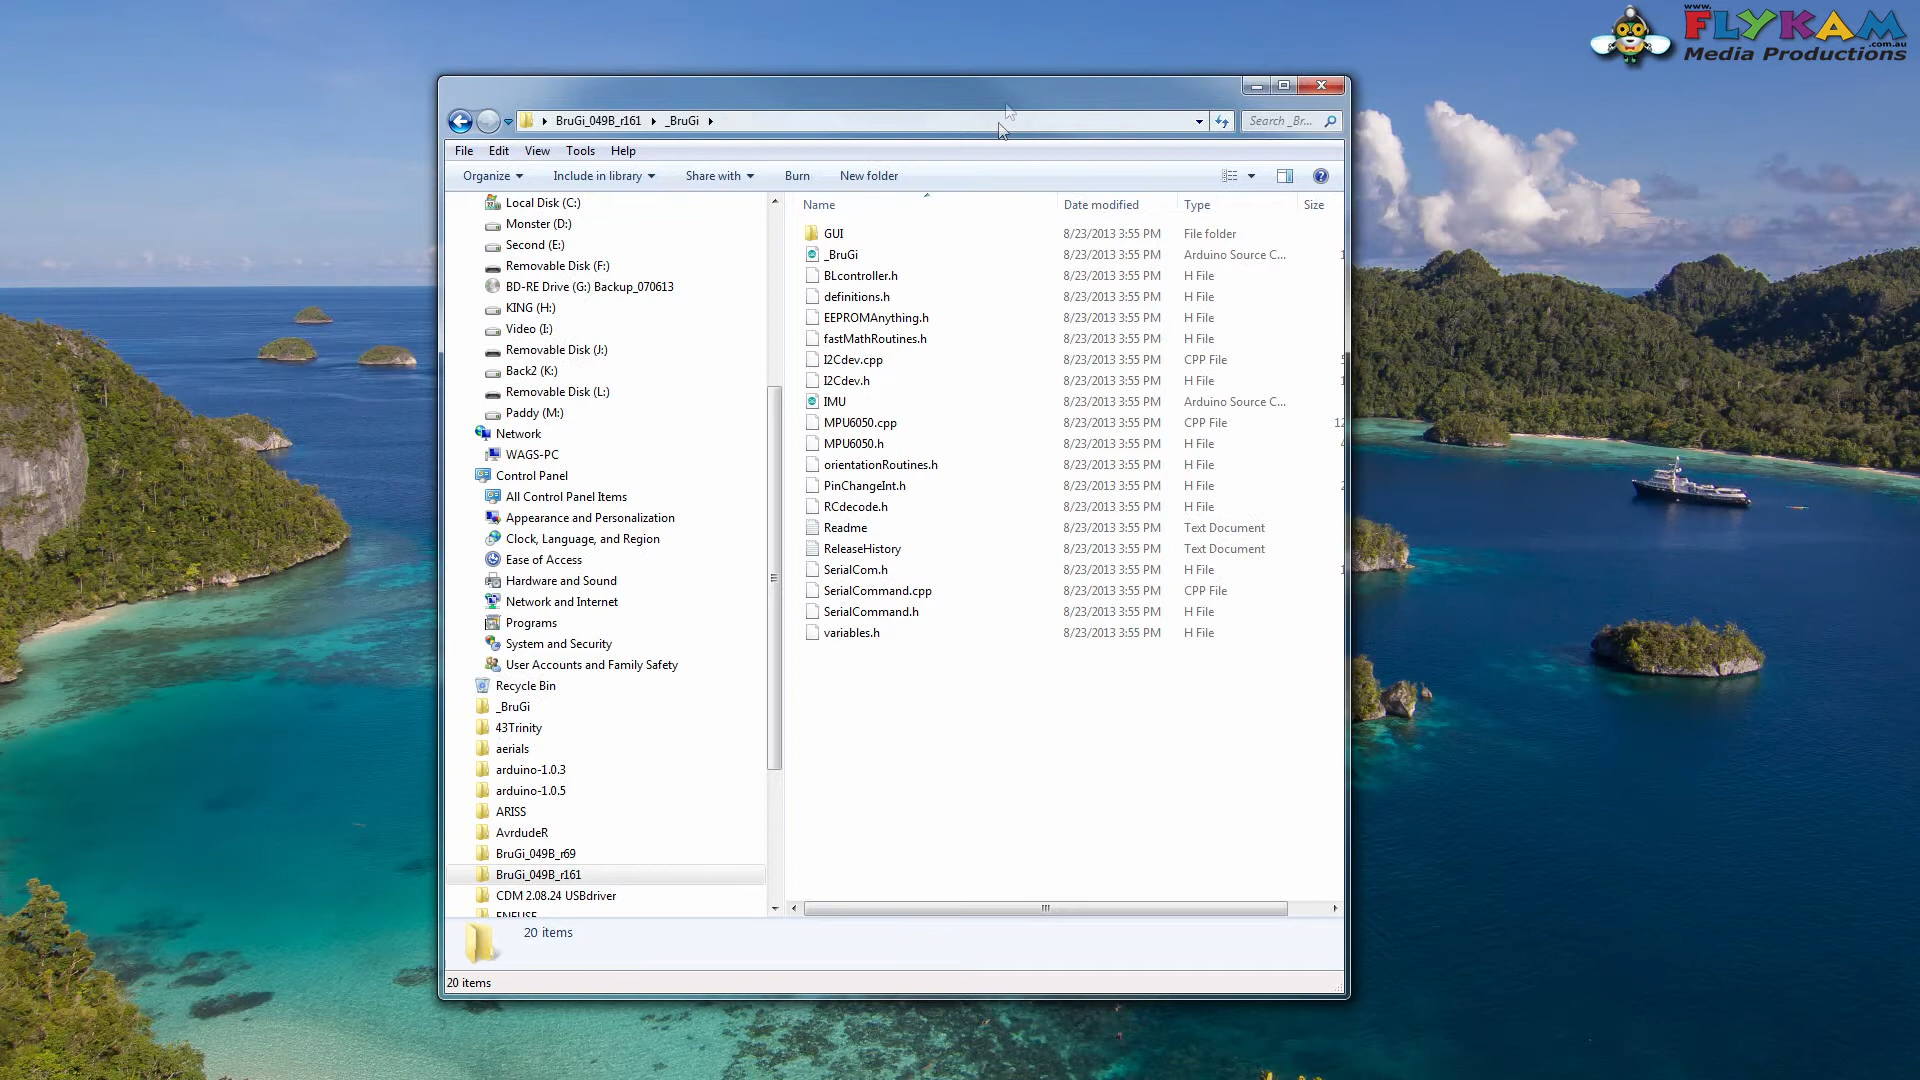 www.
FLYKAM
.com.au
Media Productions
BruGi_049B_r161
_BruGi
Search _Br...
File Edit View Tools Help
Organize Include in library Share with Burn New folder
Local Disk (C:)
Monster (D:)
Second (E:)
Removable Disk (F:)
BD-RE Drive (G:) Backup_070613
KING (H:)
Video (I:)
Removable Disk (J:)
Back2 (K:)
Removable Disk (L:)
Paddy (M:)
Network
WAGS-PC
Control Panel
All Control Panel Items
Appearance and Personalization
Clock, Language, and Region
Ease of Access
Hardware and Sound
Network and Internet
Programs
System and Security
User Accounts and Family Safety
Recycle Bin
_BruGi
43Trinity
aerials
arduino-1.0.3
arduino-1.0.5
ARISS
AvrdudeR
BruGi_049B_r69
BruGi_049B_r161
CDM 2.08.24 USBdriver
ENFUSE
Name Date modified Type Size
GUI 8/23/2013 3:55 PM File folder
_BruGi 8/23/2013 3:55 PM Arduino Source C...
BLcontroller.h 8/23/2013 3:55 PM H File
definitions.h 8/23/2013 3:55 PM H File
EEPROMAnything.h 8/23/2013 3:55 PM H File
fastMathRoutines.h 8/23/2013 3:55 PM H File
I2Cdev.cpp 8/23/2013 3:55 PM CPP File
I2Cdev.h 8/23/2013 3:55 PM H File
IMU 8/23/2013 3:55 PM Arduino Source C...
MPU6050.cpp 8/23/2013 3:55 PM CPP File
MPU6050.h 8/23/2013 3:55 PM H File
orientationRoutines.h 8/23/2013 3:55 PM H File
PinChangeInt.h 8/23/2013 3:55 PM H File
RCdecode.h 8/23/2013 3:55 PM H File
Readme 8/23/2013 3:55 PM Text Document
ReleaseHistory 8/23/2013 3:55 PM Text Document
SerialCom.h 8/23/2013 3:55 PM H File
SerialCommand.cpp 8/23/2013 3:55 PM CPP File
SerialCommand.h 8/23/2013 3:55 PM H File
variables.h 8/23/2013 3:55 PM H File
20 items
20 items